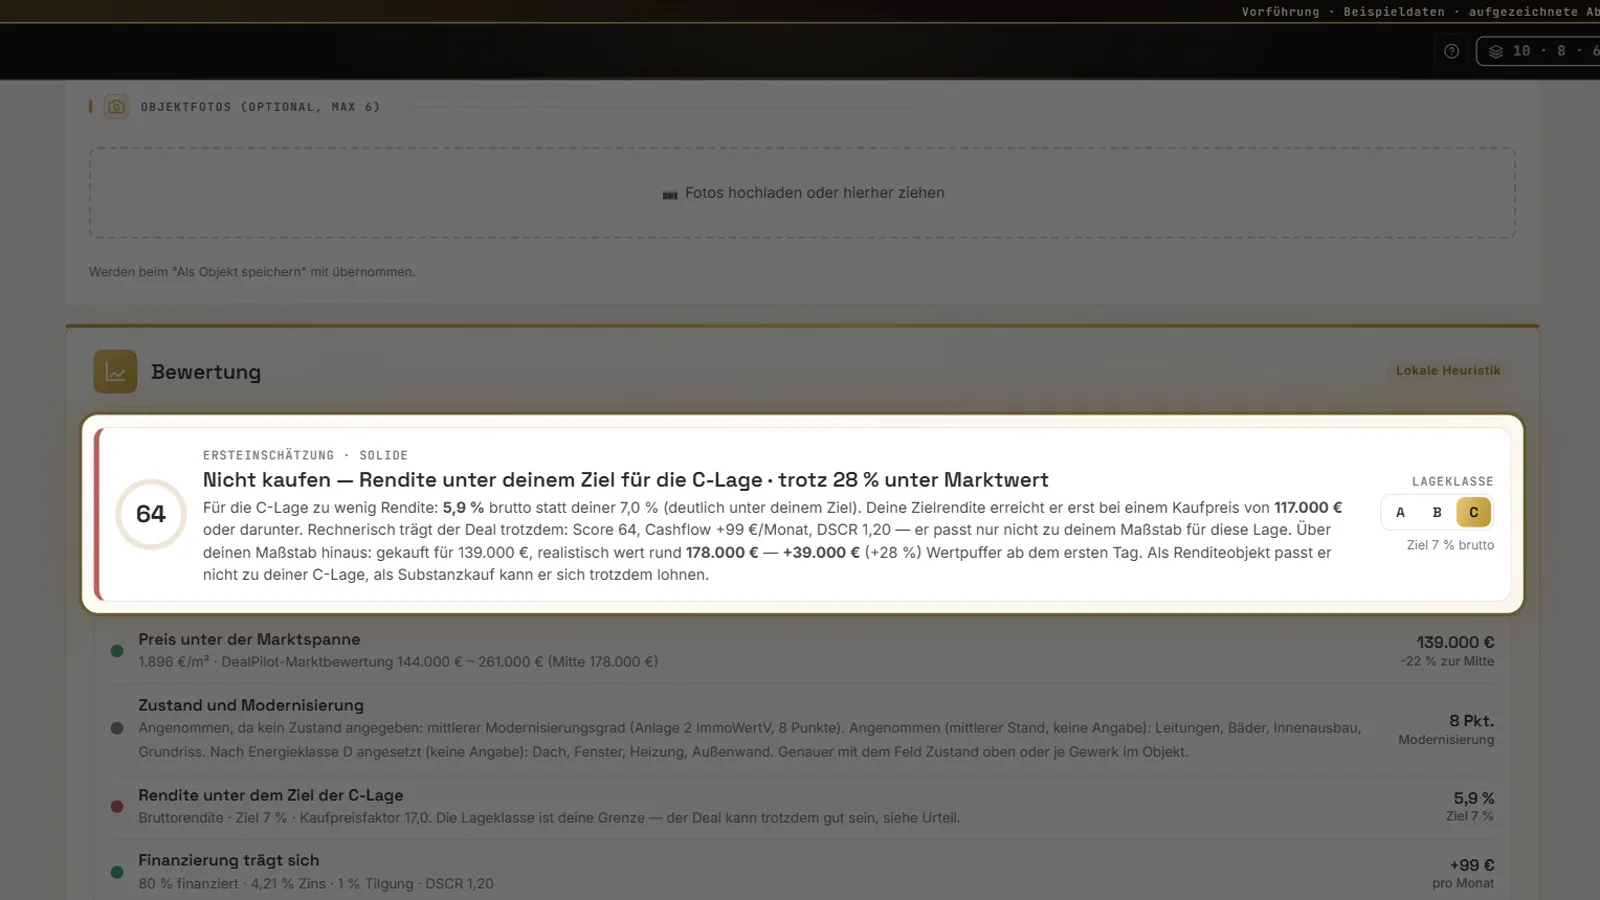 Vorführung · Beispieldaten · aufgezeichnete Ab
10 · 8 · 6
OBJEKTFOTOS (OPTIONAL, MAX 6)
Fotos hochladen oder hierher ziehen
Werden beim "Als Objekt speichern" mit übernommen.
Bewertung
Lokale Heuristik
ERSTEINSCHÄTZUNG · SOLIDE
64
Nicht kaufen — Rendite unter deinem Ziel für die C-Lage · trotz 28 % unter Marktwert
Für die C-Lage zu wenig Rendite: 5,9 % brutto statt deiner 7,0 % (deutlich unter deinem Ziel). Deine Zielrendite erreicht er erst bei einem Kaufpreis von 117.000 €
oder darunter. Rechnerisch trägt der Deal trotzdem: Score 64, Cashflow +99 €/Monat, DSCR 1,20 — er passt nur nicht zu deinem Maßstab für diese Lage. Über
deinen Maßstab hinaus: gekauft für 139.000 €, realistisch wert rund 178.000 € — +39.000 € (+28 %) Wertpuffer ab dem ersten Tag. Als Renditeobjekt passt er
nicht zu deiner C-Lage, als Substanzkauf kann er sich trotzdem lohnen.
LAGEKLASSE
A B C
Ziel 7 % brutto
Preis unter der Marktspanne
1.896 €/m² · DealPilot-Marktbewertung 144.000 € – 261.000 € (Mitte 178.000 €)
139.000 €
-22 % zur Mitte
Zustand und Modernisierung
Angenommen, da kein Zustand angegeben: mittlerer Modernisierungsgrad (Anlage 2 ImmoWertV, 8 Punkte). Angenommen (mittlerer Stand, keine Angabe): Leitungen, Bäder, Innenausbau,
Grundriss. Nach Energieklasse D angesetzt (keine Angabe): Dach, Fenster, Heizung, Außenwand. Genauer mit dem Feld Zustand oben oder je Gewerk im Objekt.
8 Pkt.
Modernisierung
Rendite unter dem Ziel der C-Lage
Bruttorendite · Ziel 7 % · Kaufpreisfaktor 17,0. Die Lageklasse ist deine Grenze — der Deal kann trotzdem gut sein, siehe Urteil.
5,9 %
Ziel 7 %
Finanzierung trägt sich
80 % finanziert · 4,21 % Zins · 1 % Tilgung · DSCR 1,20
+99 €
pro Monat